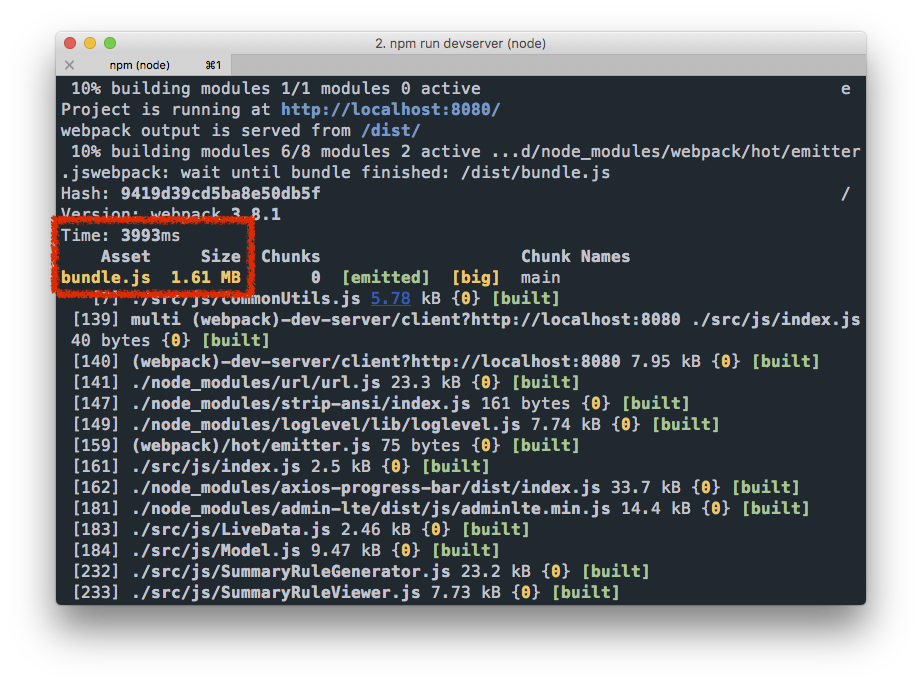 2. npm run devserver (node)
npm (node) ⌘1
10% building modules 1/1 modules 0 active e
Project is running at http://localhost:8080/
webpack output is served from /dist/
10% building modules 6/8 modules 2 active ...d/node_modules/webpack/hot/emitter
.jswebpack: wait until bundle finished: /dist/bundle.js
Hash: 9419d39cd5ba8e50db5f /
Version: webpack 3.8.1
Time: 3993ms
Asset Size Chunks Chunk Names
bundle.js 1.61 MB 0 [emitted] [big] main
[7] ./src/js/CommonUtils.js 5.78 kB {0} [built]
[139] multi (webpack)-dev-server/client?http://localhost:8080 ./src/js/index.js
40 bytes {0} [built]
[140] (webpack)-dev-server/client?http://localhost:8080 7.95 kB {0} [built]
[141] ./node_modules/url/url.js 23.3 kB {0} [built]
[147] ./node_modules/strip-ansi/index.js 161 bytes {0} [built]
[149] ./node_modules/loglevel/lib/loglevel.js 7.74 kB {0} [built]
[159] (webpack)/hot/emitter.js 75 bytes {0} [built]
[161] ./src/js/index.js 2.5 kB {0} [built]
[162] ./node_modules/axios-progress-bar/dist/index.js 33.7 kB {0} [built]
[181] ./node_modules/admin-lte/dist/js/adminlte.min.js 14.4 kB {0} [built]
[183] ./src/js/LiveData.js 2.46 kB {0} [built]
[184] ./src/js/Model.js 9.47 kB {0} [built]
[232] ./src/js/SummaryRuleGenerator.js 23.2 kB {0} [built]
[233] ./src/js/SummaryRuleViewer.js 7.73 kB {0} [built]